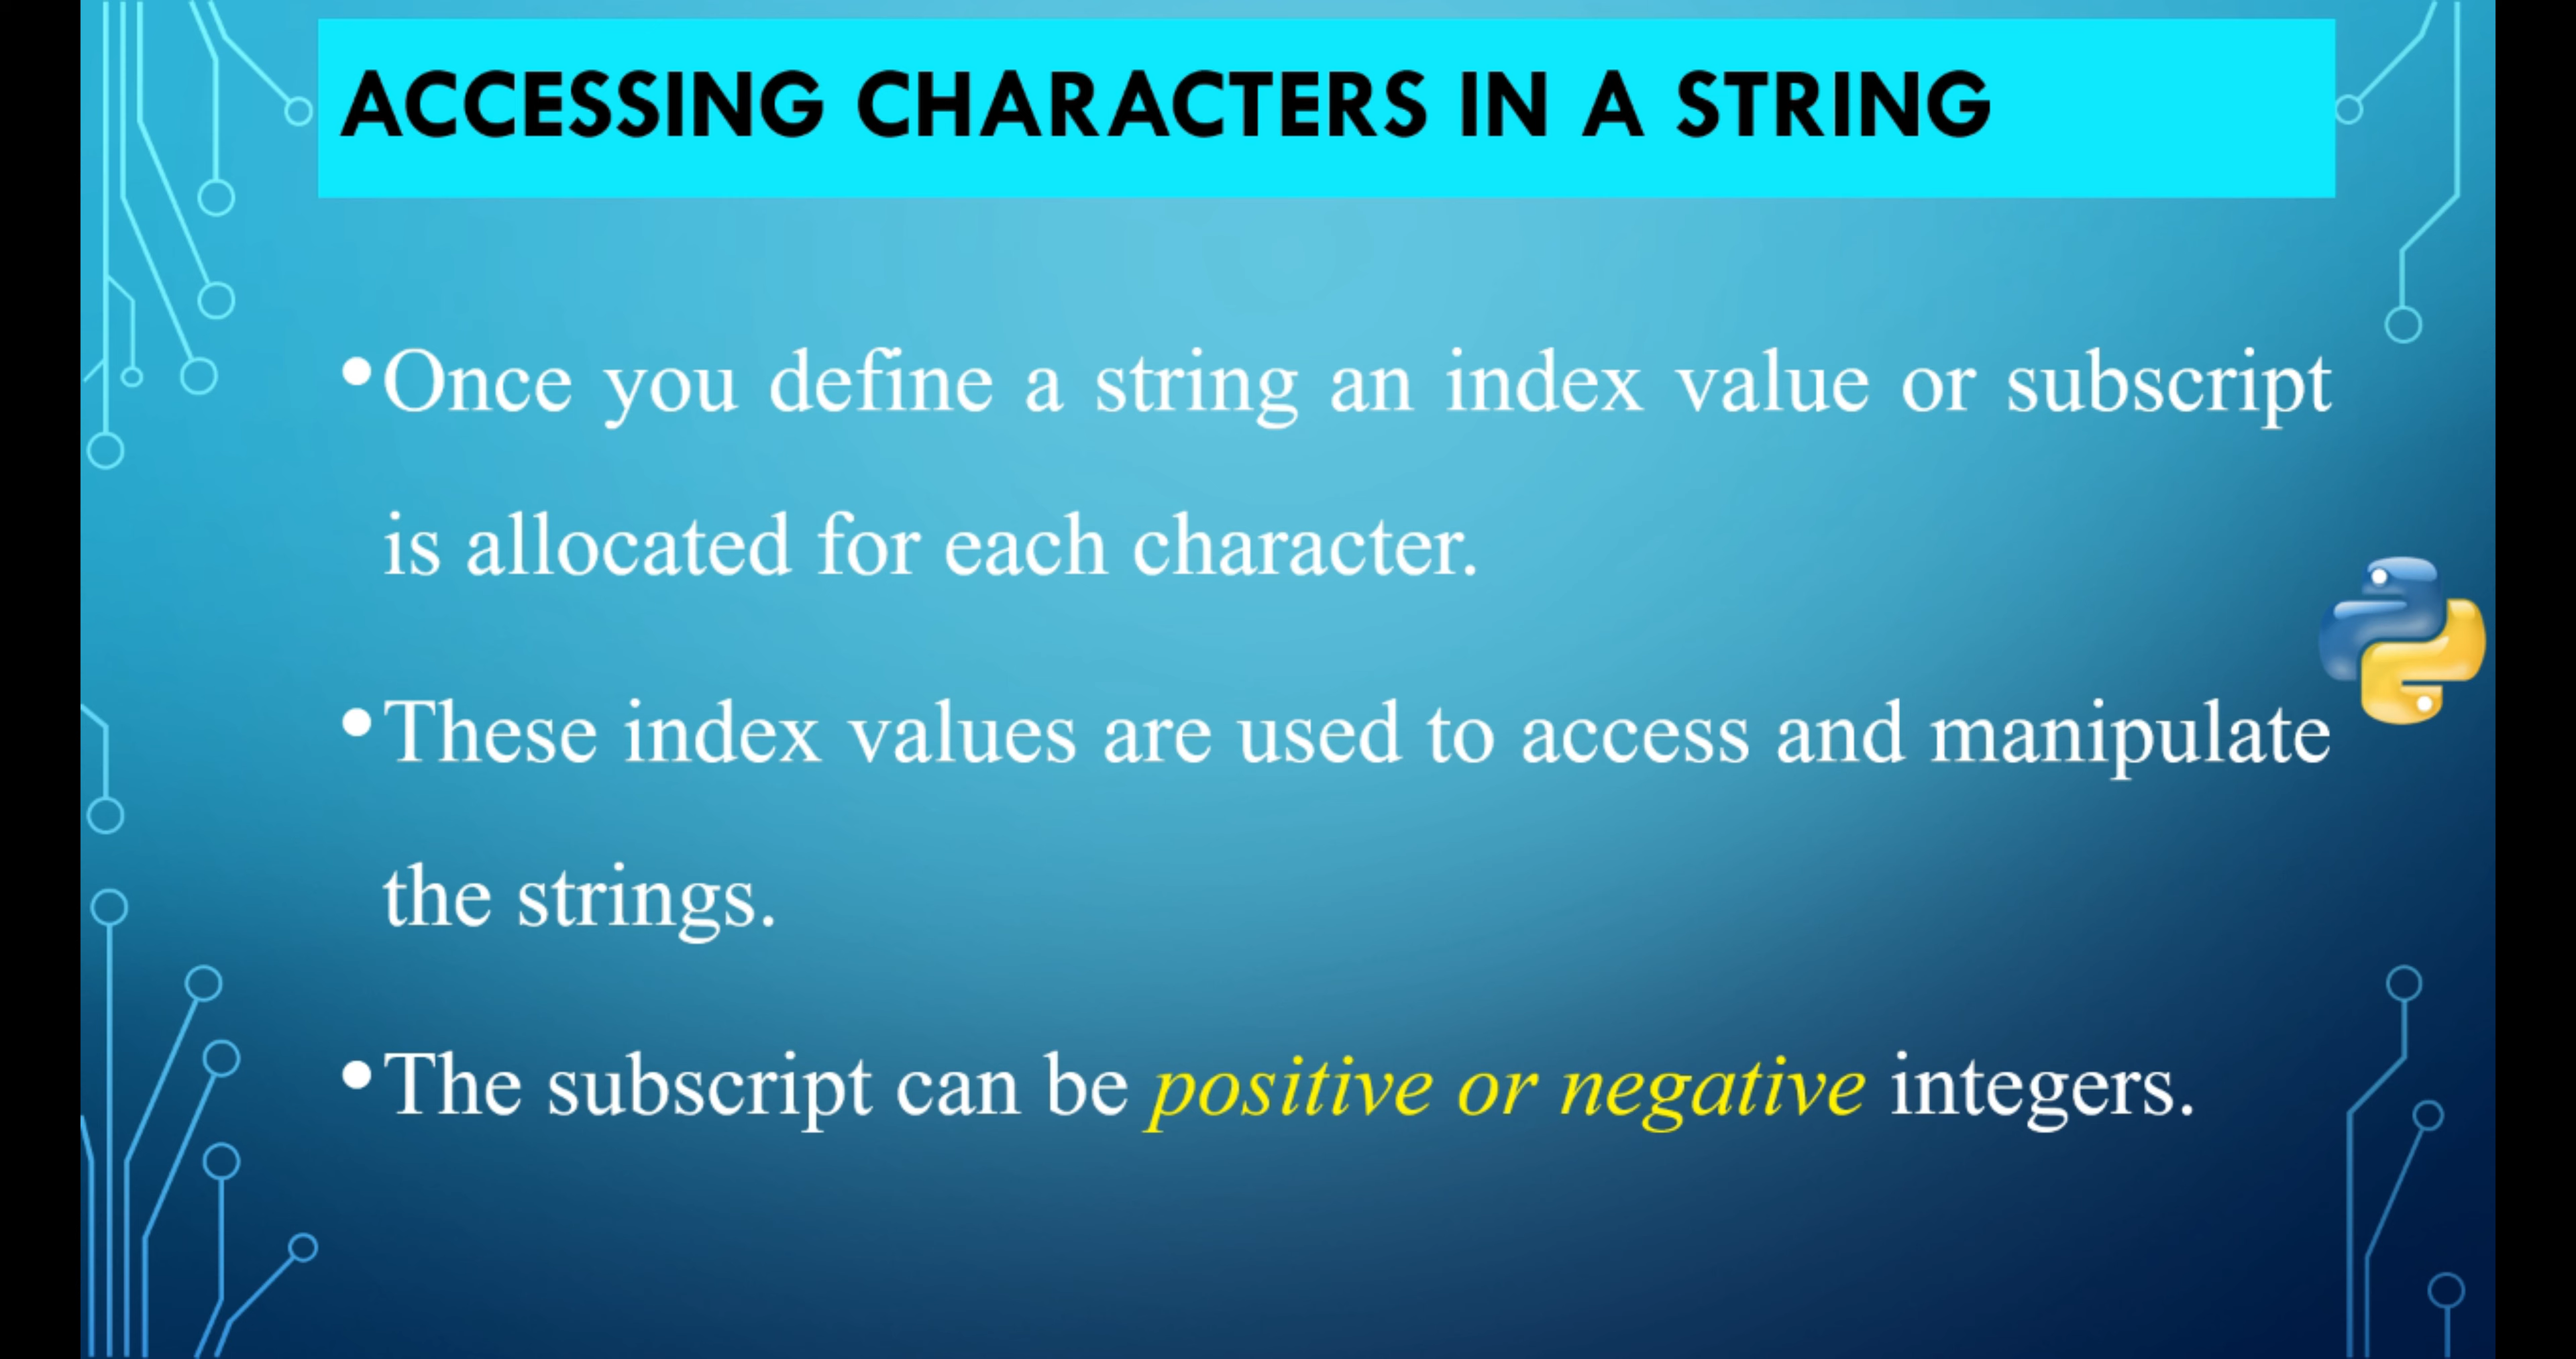 ACCESSING CHARACTERS IN A STRING
•Once you define a string an index value or subscript
is allocated for each character.
•These index values are used to access and manipulate
the strings.
•The subscript can be positive or negative integers.